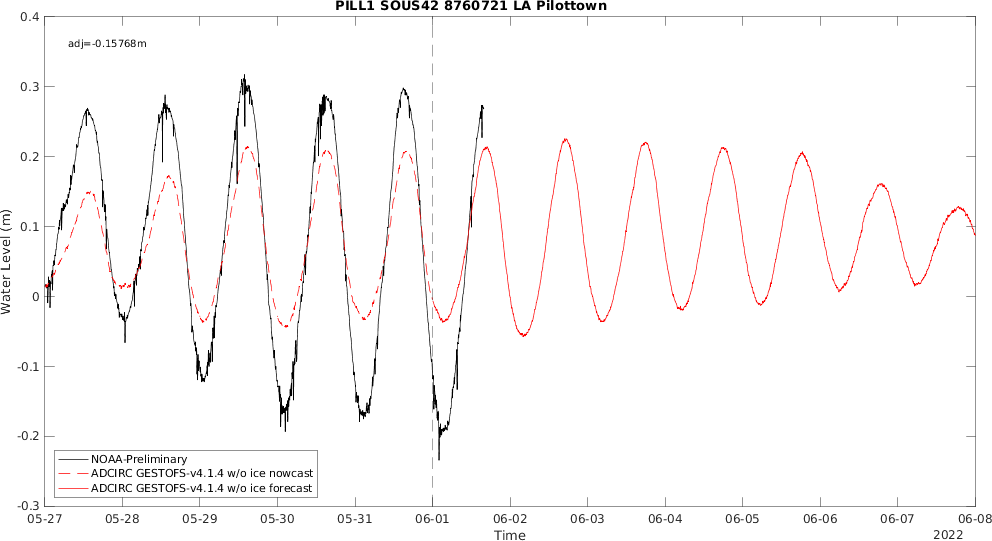 PILL1 SOUS42 8760721 LA Pilottown
adj=-0.15768m
0.4
0.3
0.2
0.1
0
-0.1
-0.2
-0.3
Water Level (m)
NOAA-Preliminary
ADCIRC GESTOFS-v4.1.4 w/o ice nowcast
ADCIRC GESTOFS-v4.1.4 w/o ice forecast
05-27 05-28 05-29 05-30 05-31 06-01 06-02 06-03 06-04 06-05 06-06 06-07 06-08
Time
2022